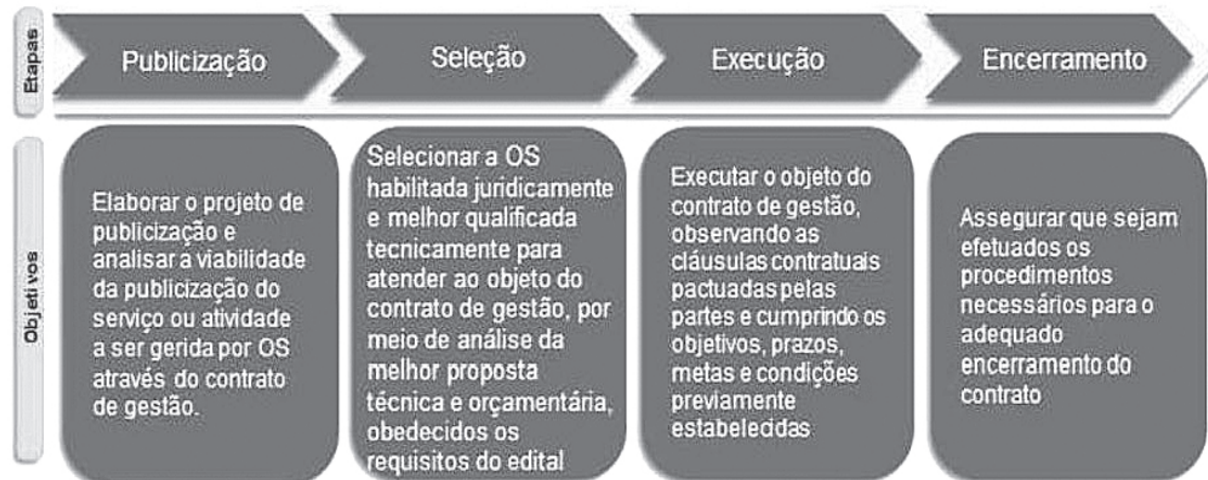 Etapas
Publicização
Seleção
Execução
Encerramento
Objetivos
Elaborar o projeto de
publicização e
analisar a viabilidade
da publicização do
serviço ou atividade
a ser gerida por OS
através do contrato
de gestão.
Selecionar a OS
habilitada juridicamente
e melhor qualificada
tecnicamente para
atender ao objeto do
contrato de gestão, por
meio de análise da
melhor proposta
técnica e orçamentária,
obedecidos os
requisitos do edital
Executar o objeto do
contrato de gestão,
observando as
cláusulas contratuais
pactuadas pelas
partes e cumprindo os
objetivos, prazos,
metas e condições
previamente
estabelecidas
Assegurar que sejam
efetuados os
procedimentos
necessários para o
adequado
encerramento do
contrato